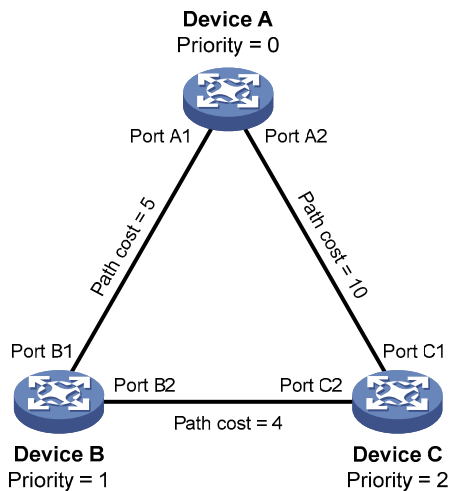 Device A
Priority = 0
Port A1
Port A2
Path cost = 5
Path cost = 10
Port B1
Port C1
Port B2
Port C2
Path cost = 4
Device B
Priority = 1
Device C
Priority = 2